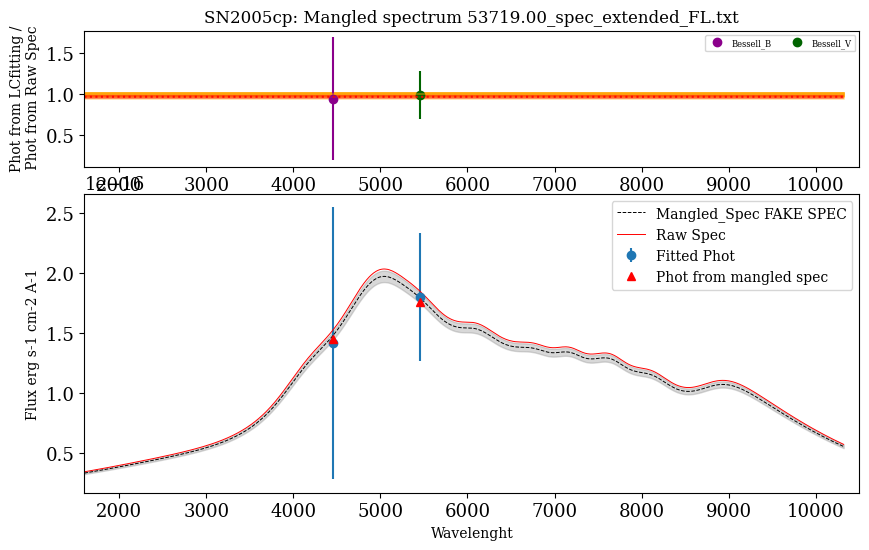 SN2005cp: Mangled spectrum 53719.00_spec_extended_FL.txt
Phot from LCfitting /
Phot from Raw Spec
1.5
1.0
0.5
Bessell_B
Bessell_V
2000 3000 4000 5000 6000 7000 8000 9000 10000
1e−16
2.5
2.0
1.5
1.0
0.5
Flux erg s-1 cm-2 A-1
Mangled_Spec FAKE SPEC
Raw Spec
Fitted Phot
Phot from mangled spec
2000 3000 4000 5000 6000 7000 8000 9000 10000
Wavelenght